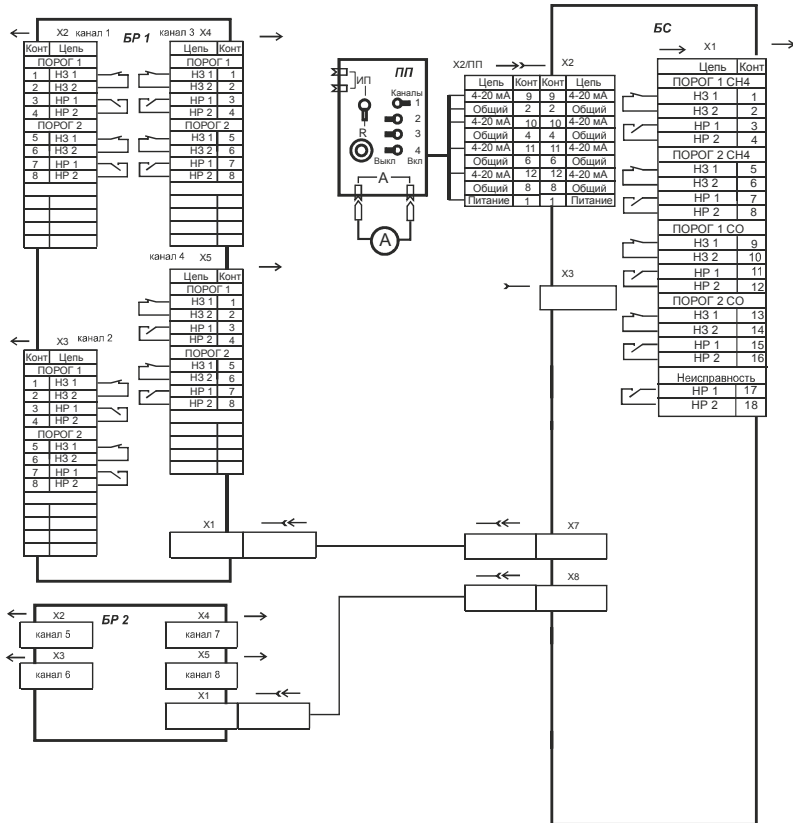 X2 канал 1
БР 1
канал 3 X4
Конт Цепь
ПОРОГ 1
1 НЗ 1
2 НЗ 2
3 НР 1
4 НР 2
ПОРОГ 2
5 НЗ 1
6 НЗ 2
7 НР 1
8 НР 2
Цепь Конт
ПОРОГ 1
НЗ 1 1
НЗ 2 2
НР 1 3
НР 2 4
ПОРОГ 2
НЗ 1 5
НЗ 2 6
НР 1 7
НР 2 8
канал 4 X5
Цепь Конт
ПОРОГ 1
НЗ 1 1
НЗ 2 2
НР 1 3
НР 2 4
ПОРОГ 2
НЗ 1 5
НЗ 2 6
НР 1 7
НР 2 8
X3 канал 2
Конт Цепь
ПОРОГ 1
1 НЗ 1
2 НЗ 2
3 НР 1
4 НР 2
ПОРОГ 2
5 НЗ 1
6 НЗ 2
7 НР 1
8 НР 2
X1
ПП
ИП
Каналы
1
2
3
4
R
Выкл Вкл
А
А
X2/ПП
X2
Цепь Конт Конт Цепь
4-20 мА 9 9 4-20 мА
Общий 2 2 Общий
4-20 мА 10 10 4-20 мА
Общий 4 4 Общий
4-20 мА 11 11 4-20 мА
Общий 6 6 Общий
4-20 мА 12 12 4-20 мА
Общий 8 8 Общий
Питание 1 1 Питание
X3
БС
X1
Цепь Конт
ПОРОГ 1 СН4
НЗ 1 1
НЗ 2 2
НР 1 3
НР 2 4
ПОРОГ 2 СН4
НЗ 1 5
НЗ 2 6
НР 1 7
НР 2 8
ПОРОГ 1 СО
НЗ 1 9
НЗ 2 10
НР 1 11
НР 2 12
ПОРОГ 2 СО
НЗ 1 13
НЗ 2 14
НР 1 15
НР 2 16
Неисправность
НР 1 17
НР 2 18
X7
X8
БР 2
X2
канал 5
X3
канал 6
X4
канал 7
X5
канал 8
X1